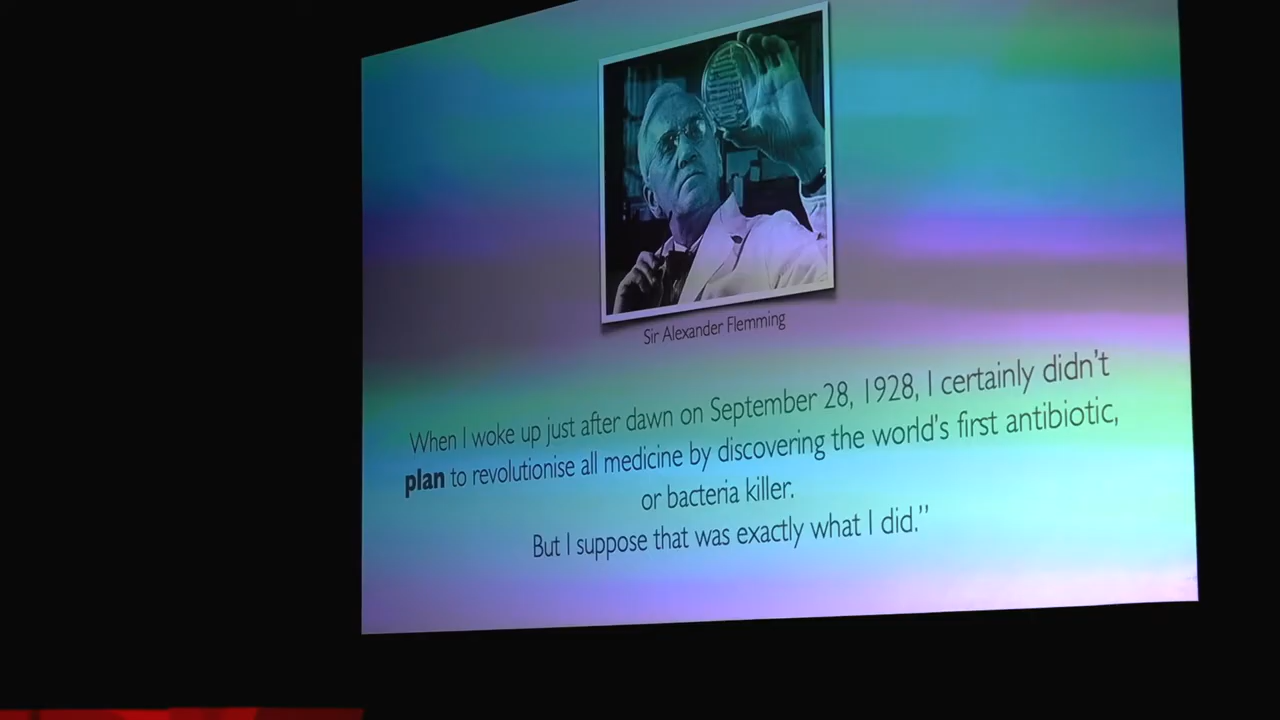 Sir Alexander Flemming
When I woke up just after dawn on September 28, 1928, I certainly didn't
plan to revolutionise all medicine by discovering the world's first antibiotic,
or bacteria killer.
But I suppose that was exactly what I did.”